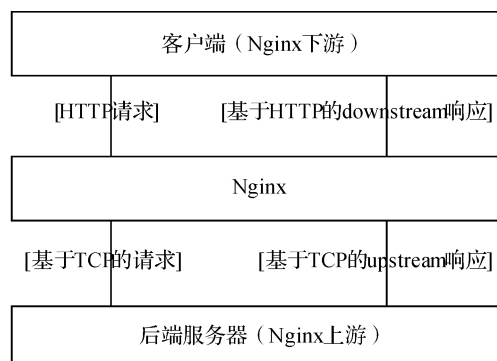 客户端（Nginx下游）
[HTTP请求]
[基于HTTP的downstream响应]
Nginx
[基于TCP的请求]
[基于TCP的upstream响应]
后端服务器（Nginx上游）